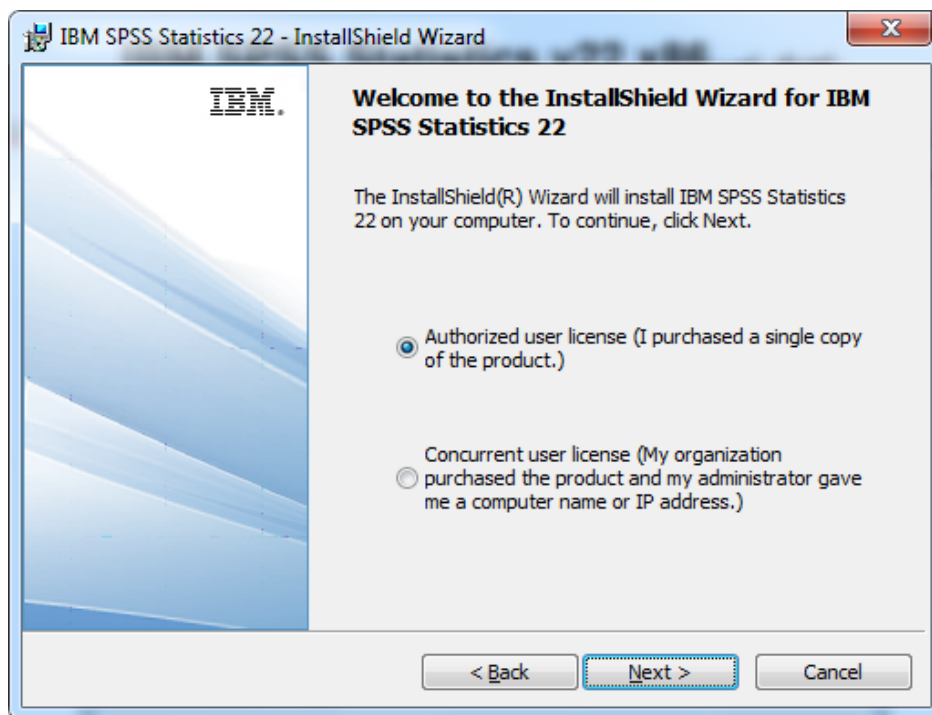 IBM SPSS Statistics 22 - InstallShield Wizard
IBM.
Welcome to the InstallShield Wizard for IBM
SPSS Statistics 22
The InstallShield(R) Wizard will install IBM SPSS Statistics
22 on your computer. To continue, click Next.
Authorized user license (I purchased a single copy
of the product.)
Concurrent user license (My organization
purchased the product and my administrator gave
me a computer name or IP address.)
< Back
Next >
Cancel